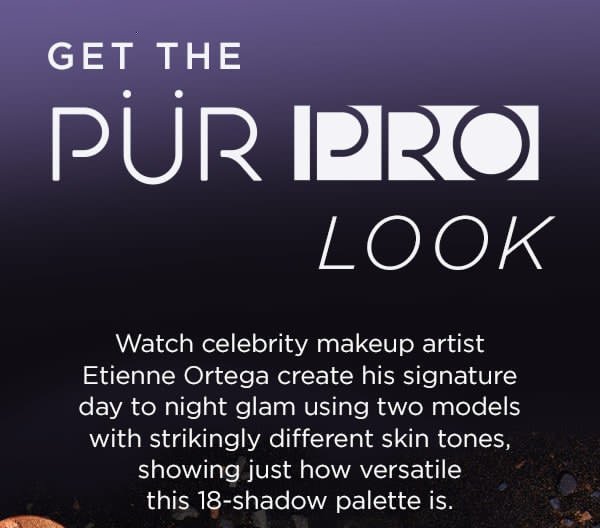 GET THE
PÜR PRO
LOOK
Watch celebrity makeup artist
Etienne Ortega create his signature
day to night glam using two models
with strikingly different skin tones,
showing just how versatile
this 18-shadow palette is.